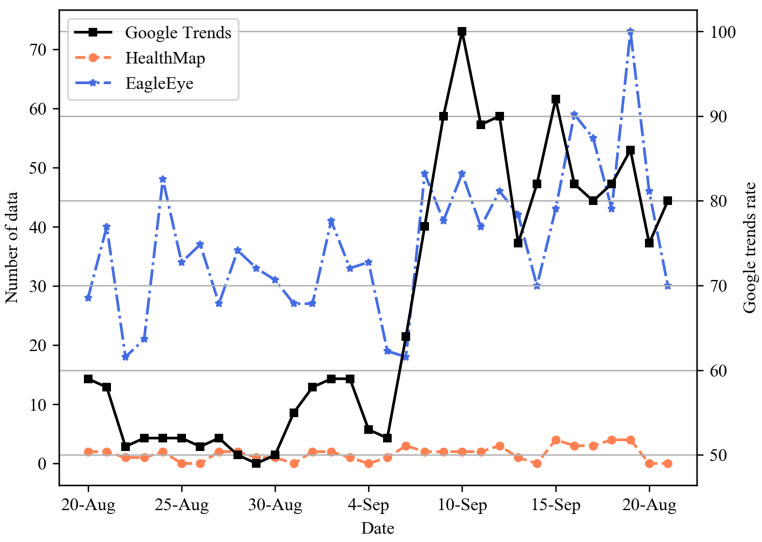 Google Trends
HealthMap
EagleEye
70
60
50
40
30
20
10
0
Number of data
100
90
80
70
60
50
Google trends rate
20-Aug
25-Aug
30-Aug
4-Sep
10-Sep
15-Sep
20-Aug
Date